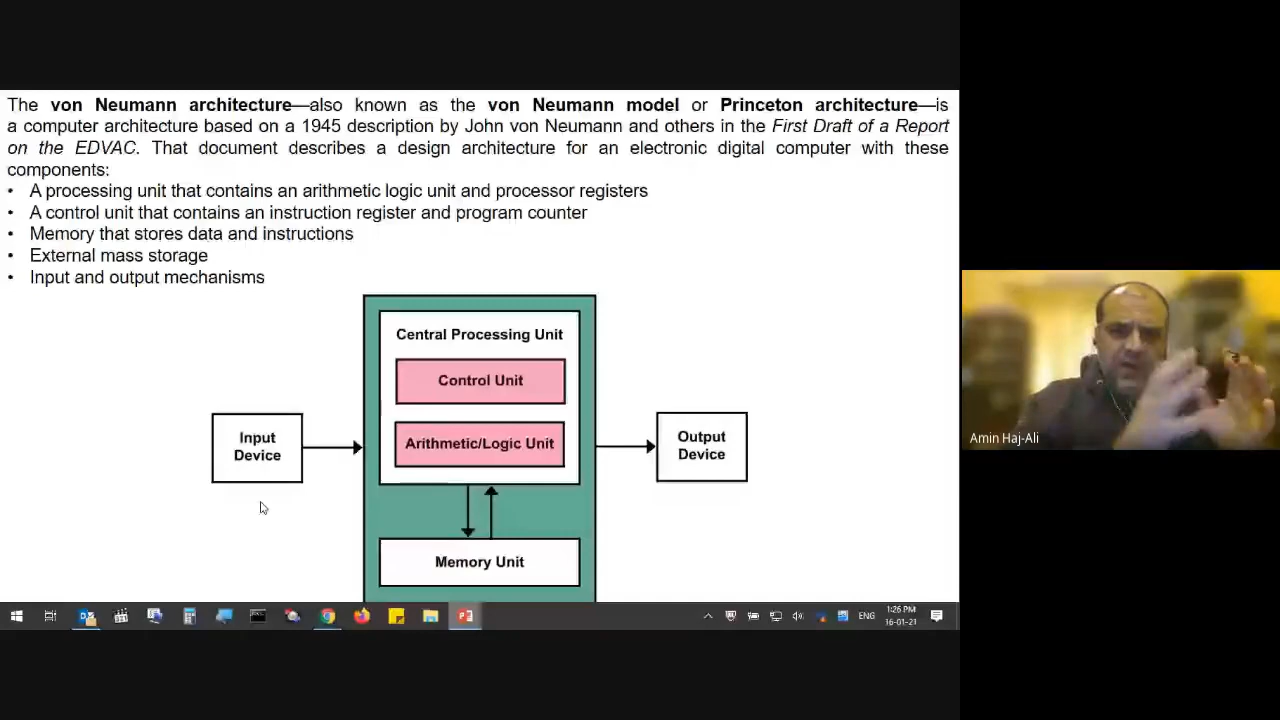 The von Neumann architecture—also known as the von Neumann model or Princeton architecture—is
a computer architecture based on a 1945 description by John von Neumann and others in the First Draft of a Report
on the EDVAC. That document describes a design architecture for an electronic digital computer with these
components:
• A processing unit that contains an arithmetic logic unit and processor registers
• A control unit that contains an instruction register and program counter
• Memory that stores data and instructions
• External mass storage
• Input and output mechanisms
Central Processing Unit
Control Unit
Arithmetic/Logic Unit
Input
Device
Output
Device
Memory Unit
Amin Haj-Ali
ENG
1:26 PM
16-01-21